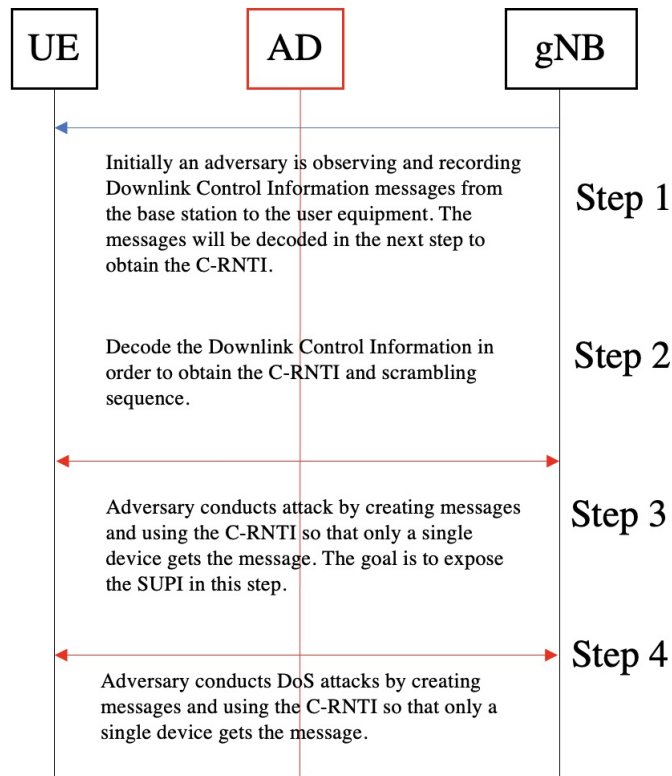 UE
AD
gNB
Initially an adversary is observing and recording
Downlink Control Information messages from
the base station to the user equipment. The
messages will be decoded in the next step to
obtain the C-RNTI.
Step 1
Decode the Downlink Control Information in
order to obtain the C-RNTI and scrambling
sequence.
Step 2
Adversary conducts attack by creating messages
and using the C-RNTI so that only a single
device gets the message. The goal is to expose
the SUPI in this step.
Step 3
Step 4
Adversary conducts DoS attacks by creating
messages and using the C-RNTI so that only a
single device gets the message.